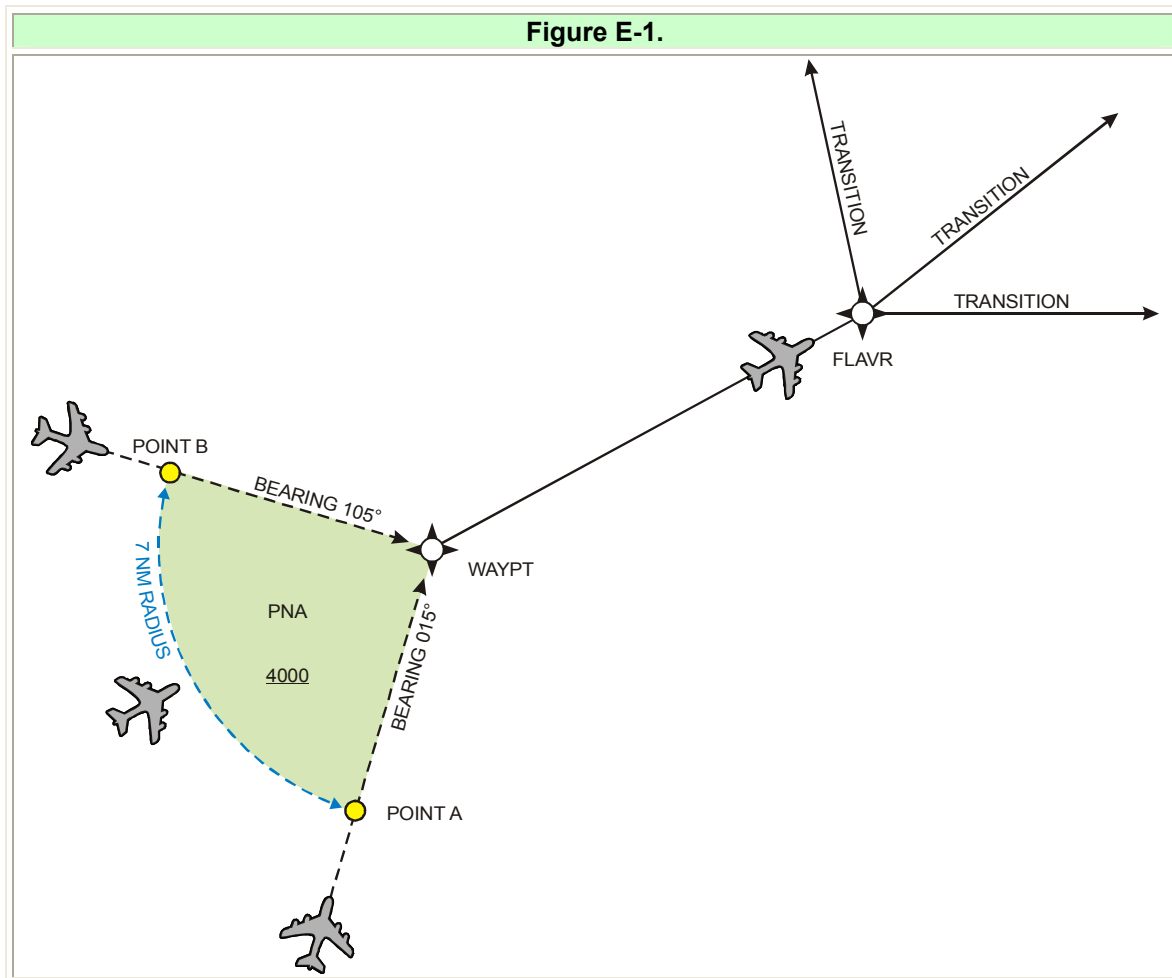 Figure E-1.
TRANSITION
TRANSITION
TRANSITION
FLAVR
POINT B
BEARING 105°
WAYPT
7 NM RADIUS
PNA
4000
BEARING 015°
POINT A